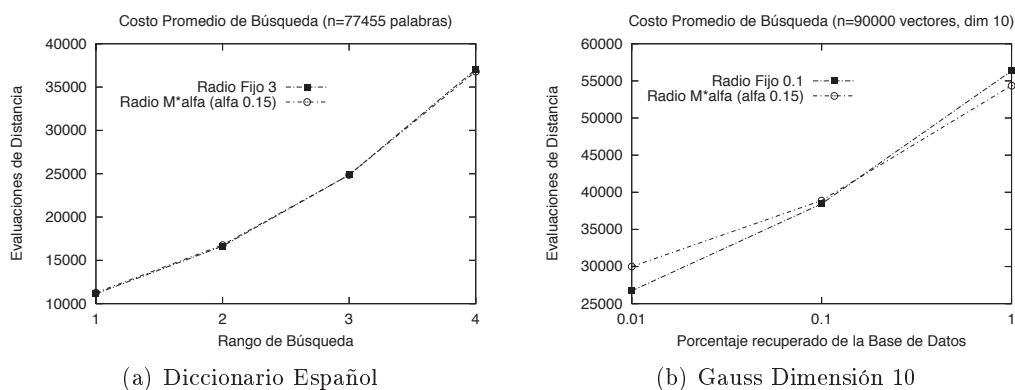 Costo Promedio de Búsqueda (n=77455 palabras)
40000
35000
30000
25000
20000
15000
10000
Evaluaciones de Distancia
Radio Fijo 3
Radio M*alfa (alfa 0.15)
1 2 3 4
Rango de Búsqueda
(a) Diccionario Español
Costo Promedio de Búsqueda (n=90000 vectores, dim 10)
60000
55000
50000
45000
40000
35000
30000
25000
Evaluaciones de Distancia
Radio Fijo 0.1
Radio M*alfa (alfa 0.15)
0.01 0.1 1
Porcentaje recuperado de la Base de Datos
(b) Gauss Dimensión 10